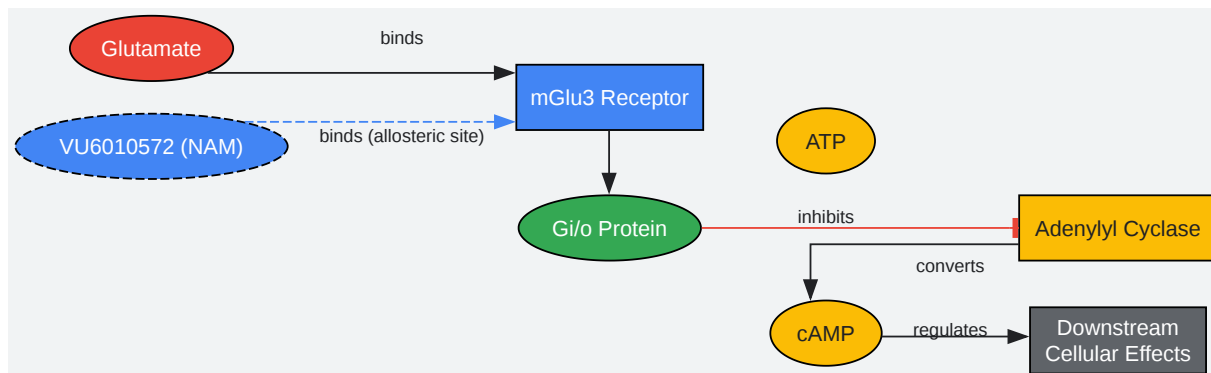 Glutamate
binds
VU6010572 (NAM)
binds (allosteric site)
mGlu3 Receptor
ATP
Gi/o Protein
inhibits
Adenylyl Cyclase
converts
cAMP
regulates
Downstream
Cellular Effects